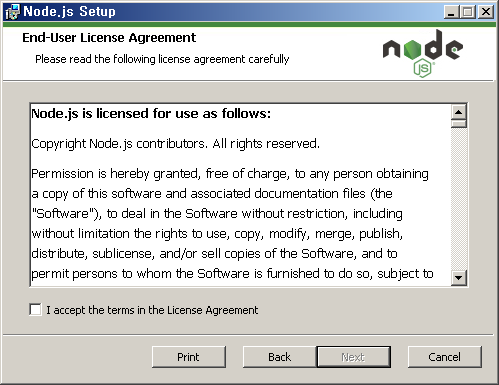 Node.js Setup
End-User License Agreement
Please read the following license agreement carefully
node
JS
Node.js is licensed for use as follows:
Copyright Node.js contributors. All rights reserved.
Permission is hereby granted, free of charge, to any person obtaining
a copy of this software and associated documentation files (the
"Software"), to deal in the Software without restriction, including
without limitation the rights to use, copy, modify, merge, publish,
distribute, sublicense, and/or sell copies of the Software, and to
permit persons to whom the Software is furnished to do so, subject to
I accept the terms in the License Agreement
Print
Back
Next
Cancel